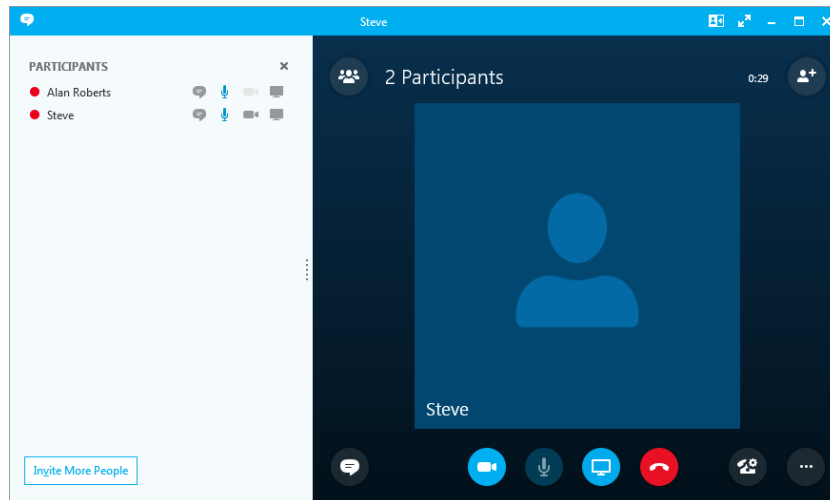 Steve
PARTICIPANTS
Alan Roberts
Steve
Invite More People
2 Participants
0:29
Steve